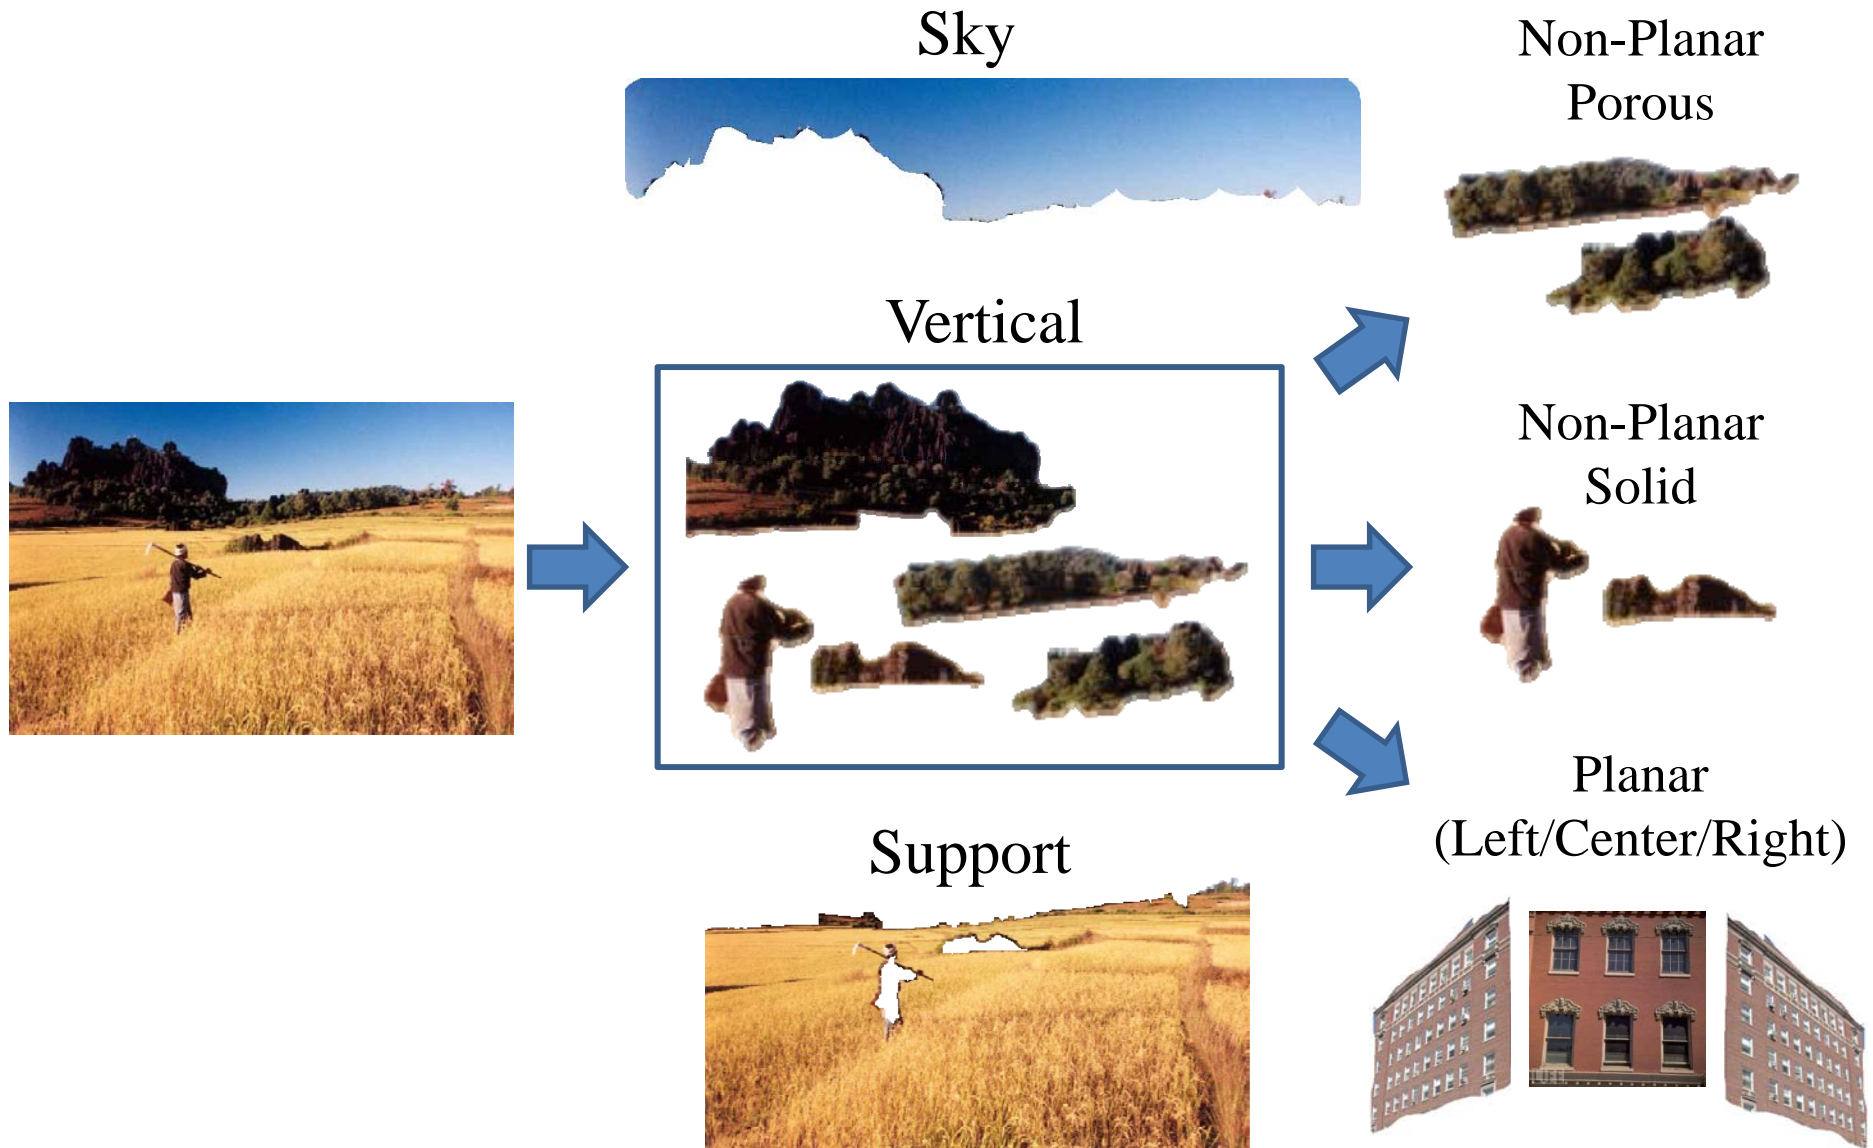 Sky
Non-Planar
Porous
Vertical
Non-Planar
Solid
Planar
(Left/Center/Right)
Support